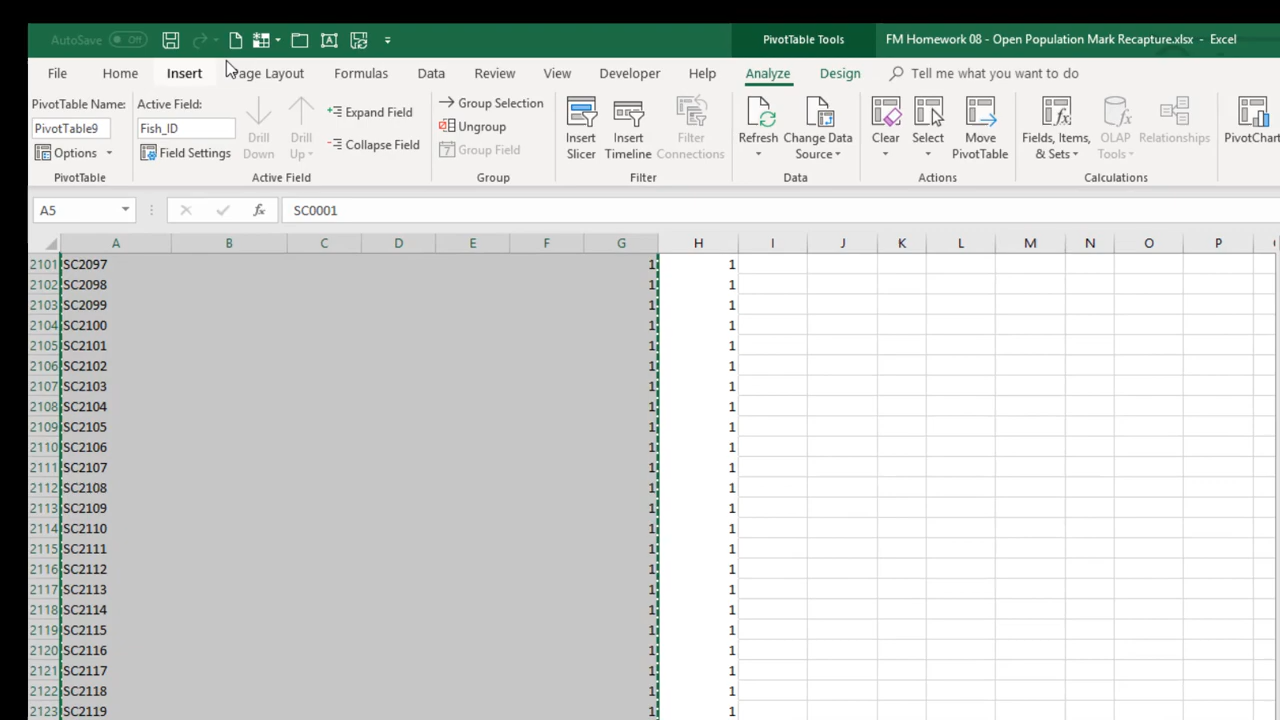 AutoSave Off PivotTable Tools FM Homework 08 - Open Population Mark Recapture.xlsx - Excel
File Home Insert Page Layout Formulas Data Review View Developer Help Analyze Design Tell me what you want to do
PivotTable Name:
PivotTable9
Options
PivotTable
Active Field:
Fish_ID
Field Settings
Drill
Down
Drill
Up
Expand Field
Collapse Field
Active Field
Group Selection
Ungroup
Group Field
Group
Insert
Slicer
Insert
Timeline
Filter
Connections
Filter
Refresh
Change Data
Source
Data
Clear
Select
Move
PivotTable
Actions
Fields, Items,
& Sets
OLAP
Tools
Relationships
Calculations
PivotChart
A5 fx SC0001
A B C D E F G H I J K L M N O P
2101 SC2097 1 1
2102 SC2098 1 1
2103 SC2099 1 1
2104 SC2100 1 1
2105 SC2101 1 1
2106 SC2102 1 1
2107 SC2103 1 1
2108 SC2104 1 1
2109 SC2105 1 1
2110 SC2106 1 1
2111 SC2107 1 1
2112 SC2108 1 1
2113 SC2109 1 1
2114 SC2110 1 1
2115 SC2111 1 1
2116 SC2112 1 1
2117 SC2113 1 1
2118 SC2114 1 1
2119 SC2115 1 1
2120 SC2116 1 1
2121 SC2117 1 1
2122 SC2118 1 1
2123 SC2119 1 1